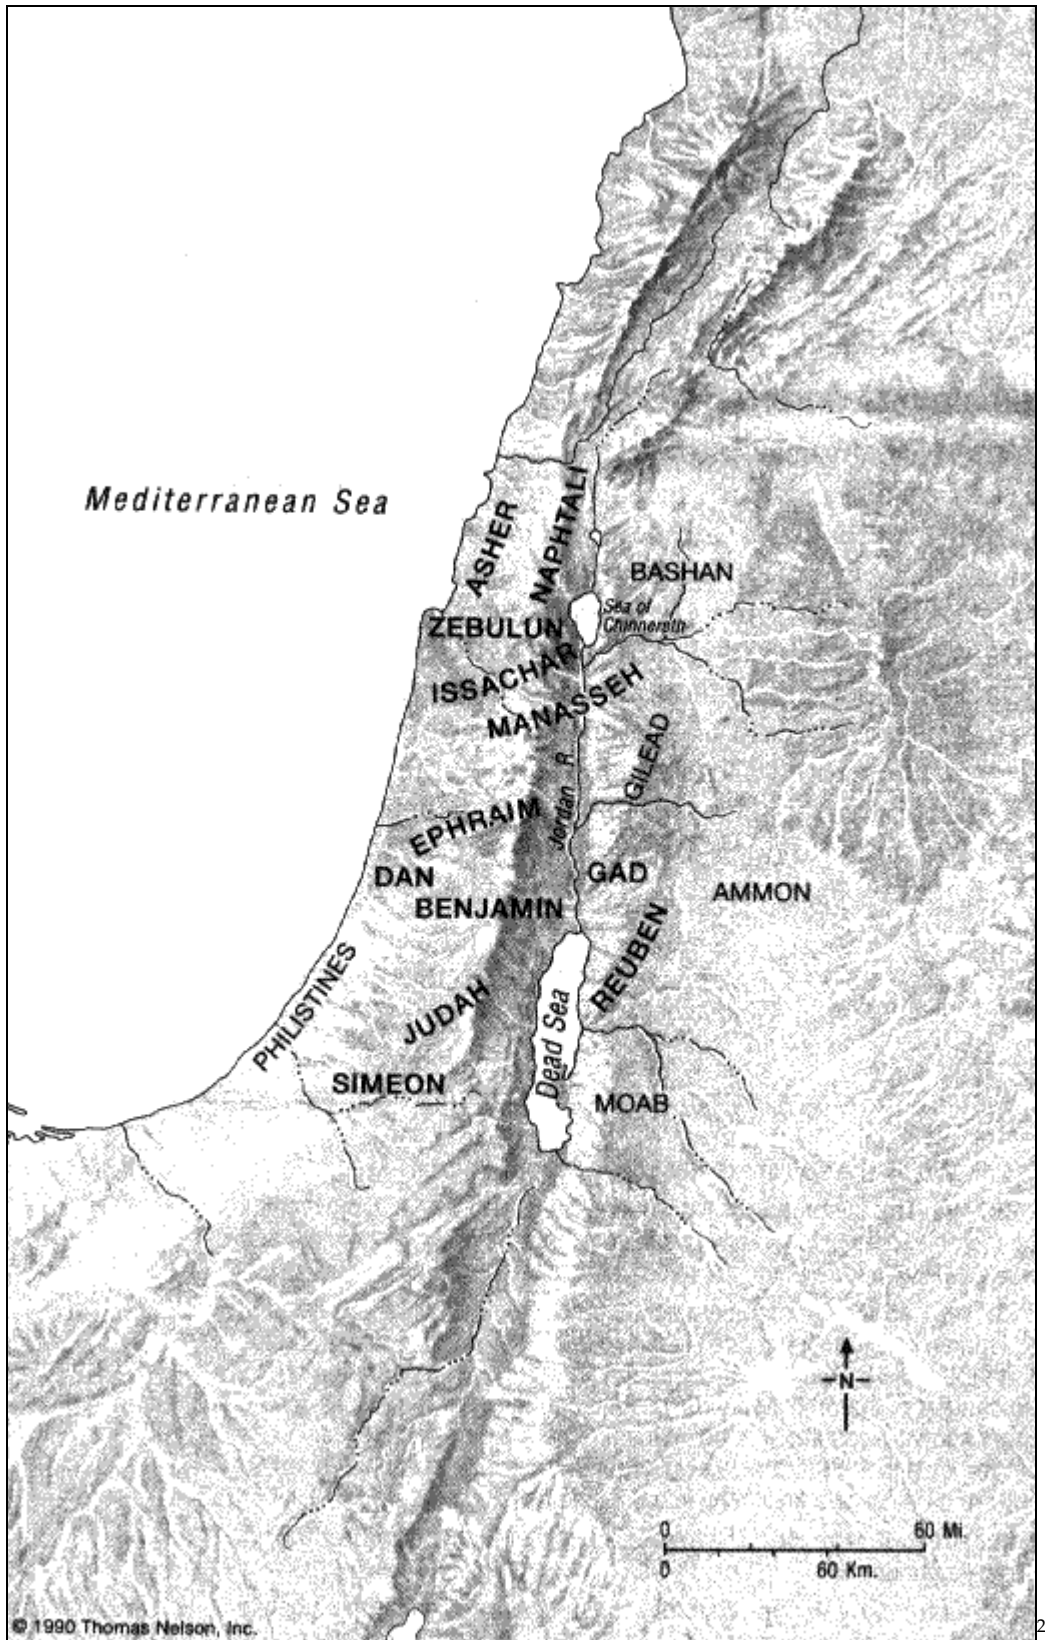 Mediterranean Sea
ASHER
NAPHTALI
BASHAN
Sea of
Chinnereth
ZEBULUN
ISSACHAR
MANASSEH
GILEAD
Jordan R
EPHRAIM
DAN
GAD
AMMON
BENJAMIN
REUBEN
PHILISTINES
JUDAH
Dead Sea
SIMEON
MOAB
N
0 60 Mi.
0 60 Km.
© 1990 Thomas Nelson, Inc.
2